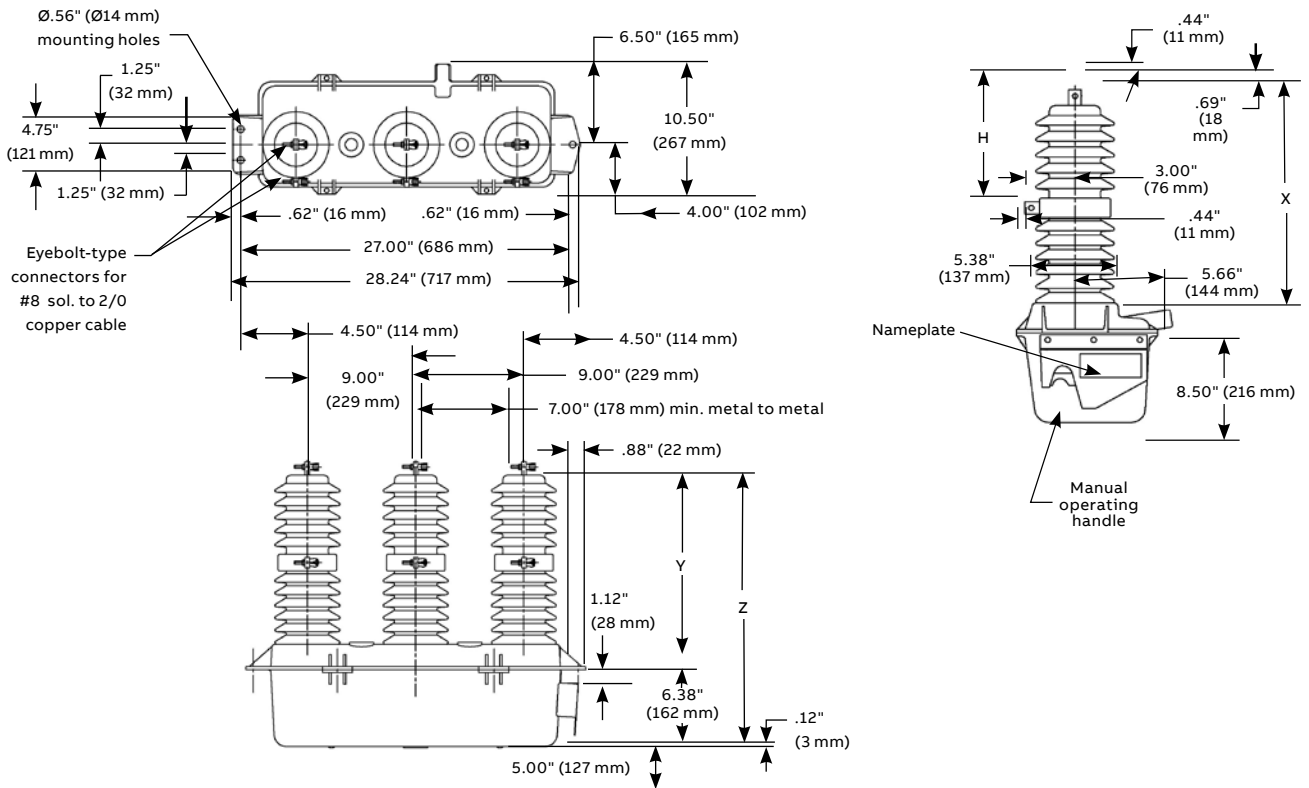 Ø.56" (Ø14 mm)
mounting holes
1.25"
(32 mm)
4.75"
(121 mm)
1.25" (32 mm)
6.50" (165 mm)
10.50"
(267 mm)
4.00" (102 mm)
.62" (16 mm)
.62" (16 mm)
27.00" (686 mm)
28.24" (717 mm)
Eyebolt-type
connectors for
#8 sol. to 2/0
copper cable
4.50" (114 mm)
4.50" (114 mm)
9.00"
(229 mm)
9.00"
(229 mm)
7.00" (178 mm) min. metal to metal
.88" (22 mm)
Y
Z
1.12"
(28 mm)
6.38"
(162 mm)
.12"
(3 mm)
5.00" (127 mm)
.44"
(11 mm)
.69"
(18
mm)
H
X
3.00"
(76 mm)
.44"
(11 mm)
5.38"
(137 mm)
5.66"
(144 mm)
Nameplate
8.50" (216 mm)
Manual
operating
handle